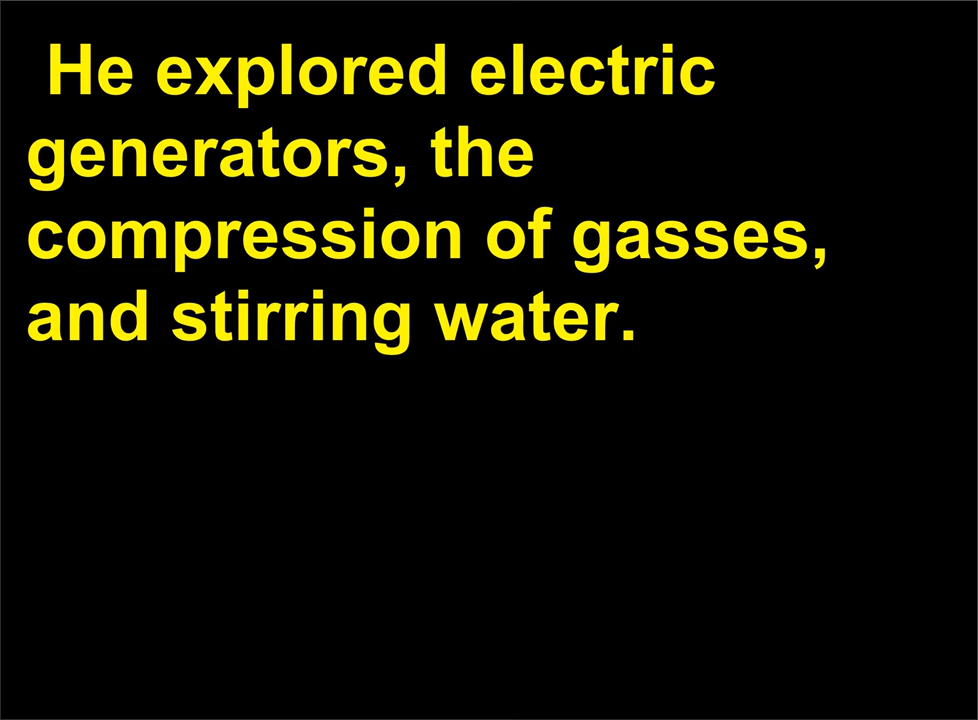 He explored electric
generators, the
compression of gasses,
and stirring water.